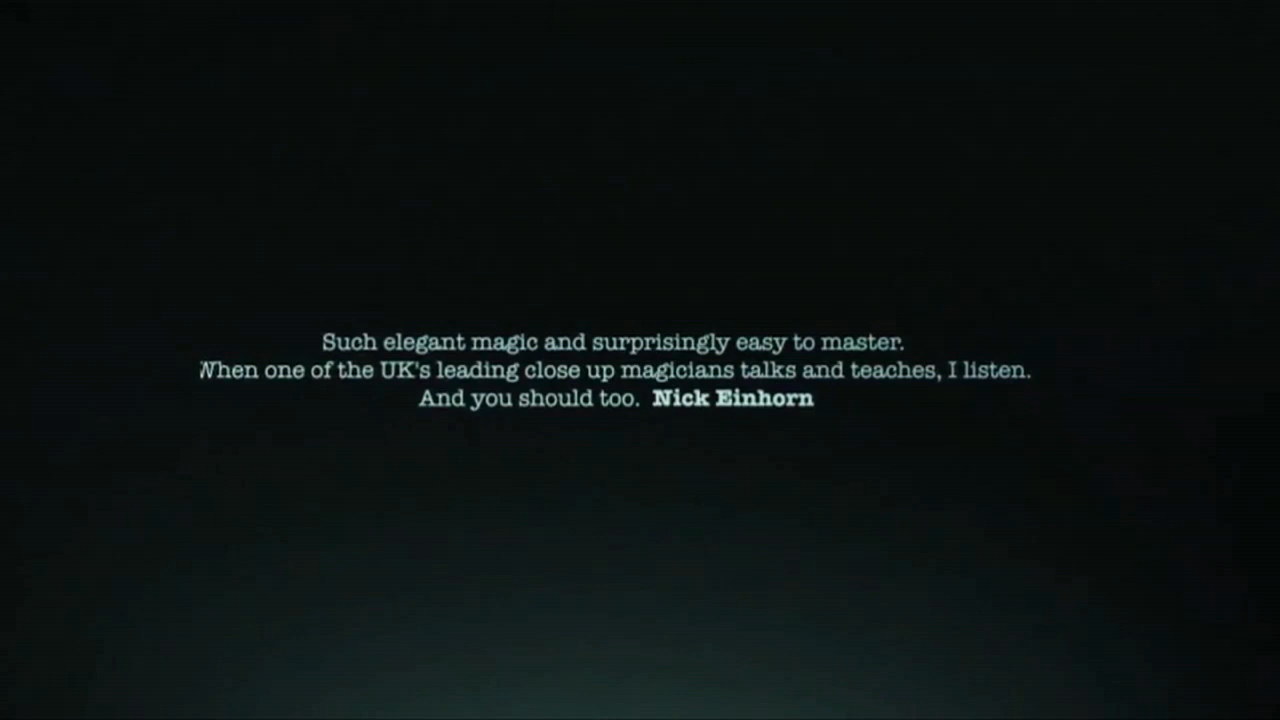 Such elegant magic and surprisingly easy to master.
When one of the UK's leading close up magicians talks and teaches, I listen.
And you should too. Nick Einhorn